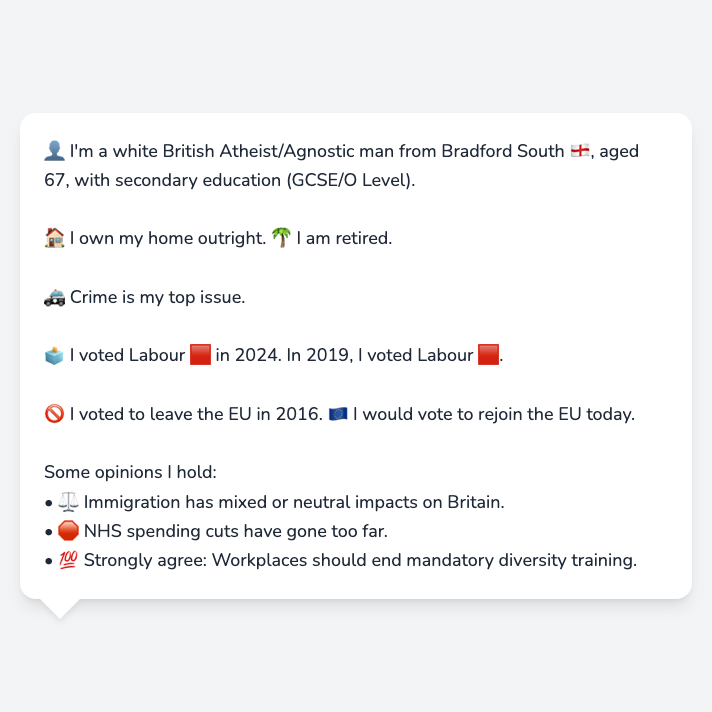 👤 I'm a white British Atheist/Agnostic man from Bradford South 🏴󠁧󠁢󠁥󠁮󠁧󠁿, aged
67, with secondary education (GCSE/O Level).
🏠 I own my home outright. 🌴 I am retired.
🚓 Crime is my top issue.
🗳️ I voted Labour 🟥 in 2024. In 2019, I voted Labour 🟥.
🚫 I voted to leave the EU in 2016. 🇪🇺 I would vote to rejoin the EU today.
Some opinions I hold:
• ⚖️ Immigration has mixed or neutral impacts on Britain.
• 🛑 NHS spending cuts have gone too far.
• 💯 Strongly agree: Workplaces should end mandatory diversity training.